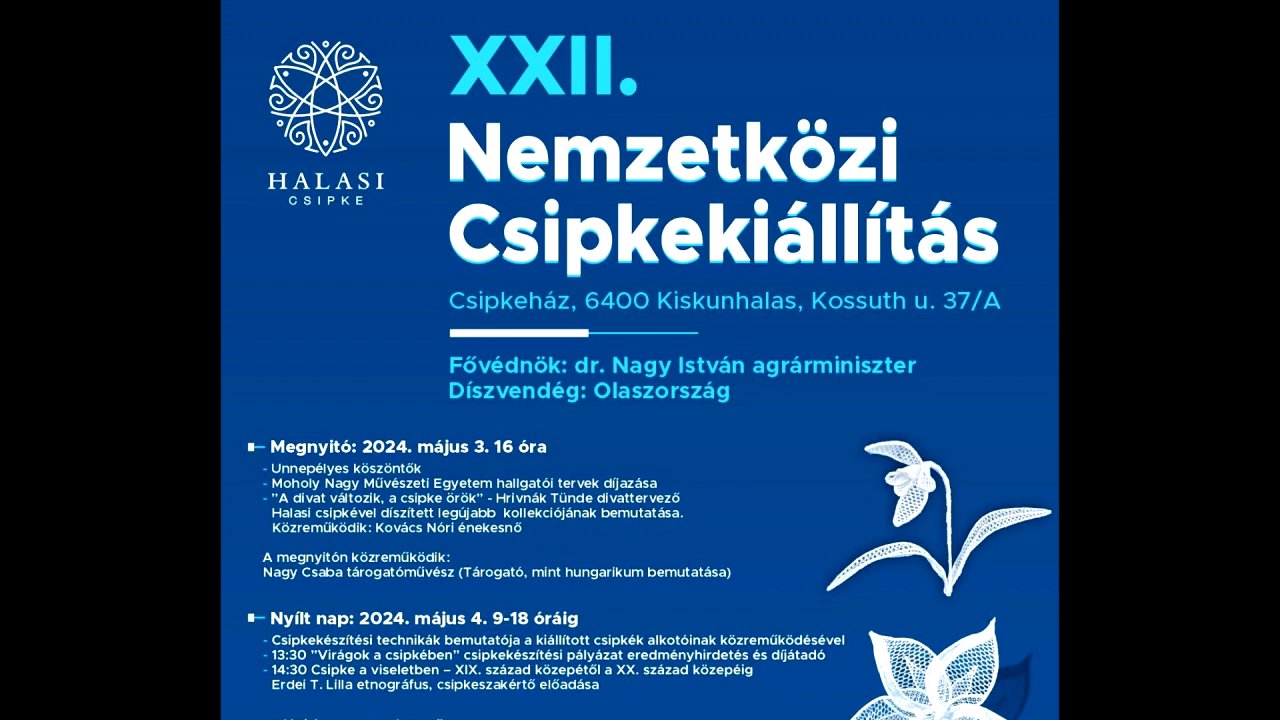 HALASI
CSIPKE
XXII.
Nemzetközi
Csipkekiállítás
Csipkeház, 6400 Kiskunhalas, Kossuth u. 37/A
Fővédnök: dr. Nagy István agrárminiszter
Díszvendég: Olaszország
Megnyitó: 2024. május 3. 16 óra
- Unnepélyes köszöntők
- Moholy Nagy Művészeti Egyetem hallgatói tervek díjazása
- ”A divat változik, a csipke örök” - Hrivnák Tünde divattervező
Halasi csipkével díszített legújabb kollekciójának bemutatása.
Közreműködik: Kovács Nóri énekesnő
A megnyitón közreműködik:
Nagy Csaba tárogatóművész (Tárogató, mint hungarikum bemutatása)
Nyílt nap: 2024. május 4. 9-18 óráig
- Csipkekészítési technikák bemutatója a kiállított csipkék alkotóinak közreműködésével
- 13:30 ”Virágok a csipkében” csipkekészítési pályázat eredményhirdetés és díjátadó
- 14:30 Csipke a viseletben – XIX. század közepétől a XX. század közepéig
Erdei T. Lilla etnográfus, csipkeszakértő előadása